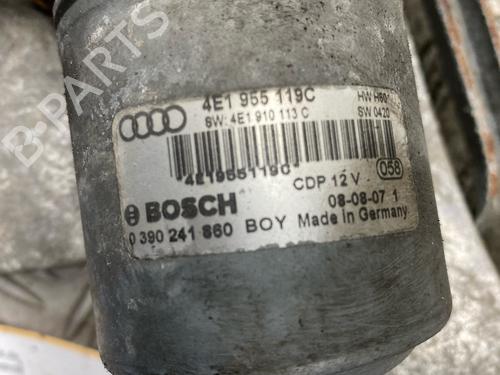 4E1 955 119C HW H60
SW: 4E1 910 113 C SW 0420
*4E1955119C*
CDP 12 V 058
BOSCH 08-08-07 1
0 390 241 860 BOY Made in Germany
B-PARTS